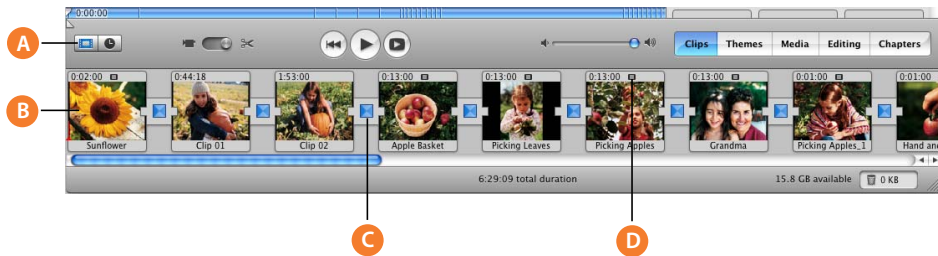 0:00:00
A
Clips Themes Media Editing Chapters
0:02:00 0:44:18 1:53:00 0:13:00 0:13:00 0:13:00 0:13:00 0:01:00 0:01:00
B
Sunflower Clip 01 Clip 02 Apple Basket Picking Leaves Picking Apples Grandma Picking Apples_1 Hand an
6:29:09 total duration 15.8 GB available 0 KB
C D